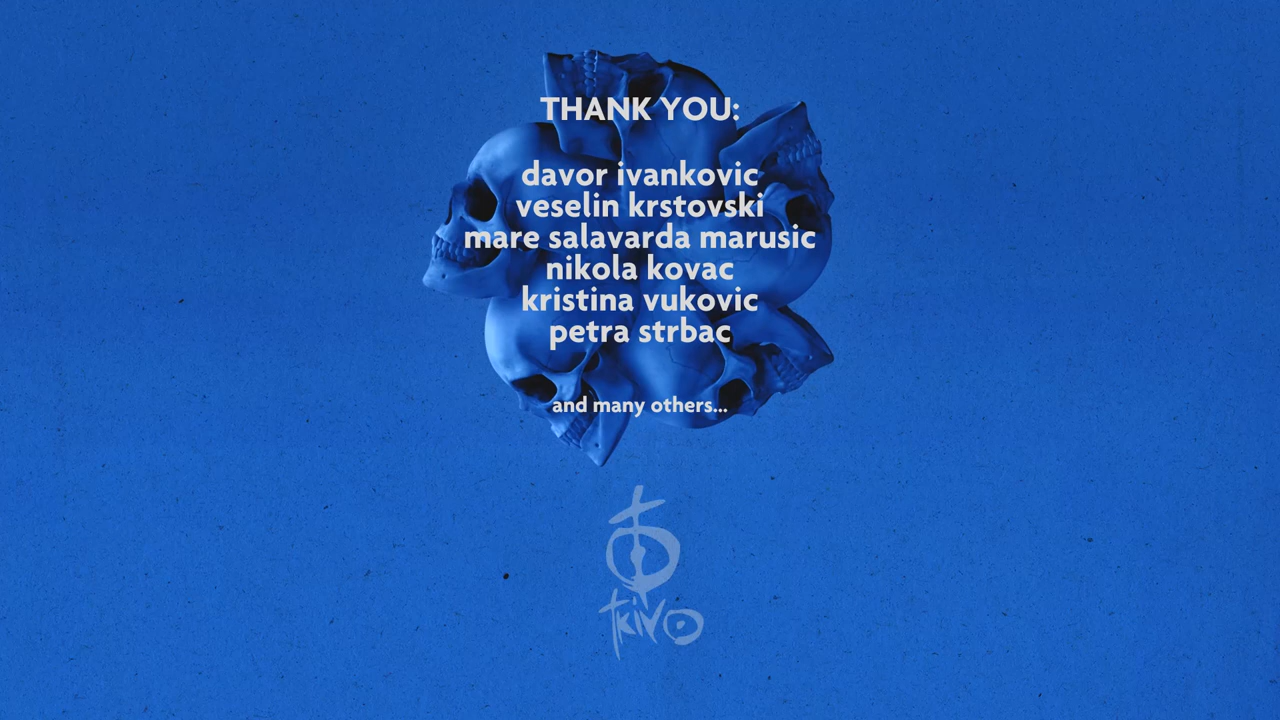 THANK YOU:
davor ivankovic
veselin krstovski
mare salavarda marusic
nikola kovac
kristina vukovic
petra strbac
and many others...
tkivo